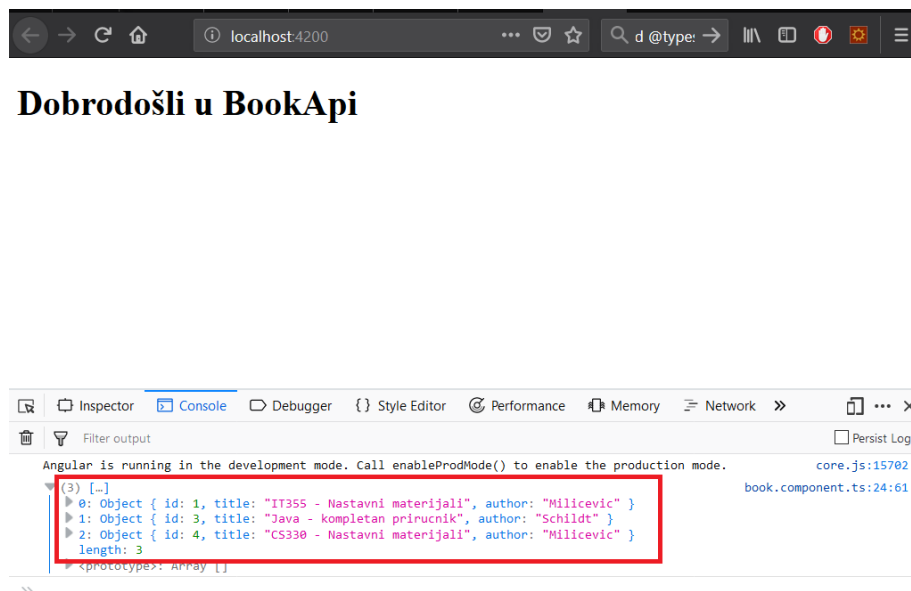 localhost:4200
d @type:
Dobrodošli u BookApi
Inspector Console Debugger {} Style Editor Performance Memory Network
Filter output Persist Log
Angular is running in the development mode. Call enableProdMode() to enable the production mode. core.js:15702
(3) […] book.component.ts:24:61
0: Object { id: 1, title: "IT355 - Nastavni materijali", author: "Milicevic" }
1: Object { id: 3, title: "Java - kompletan prirucnik", author: "Schildt" }
2: Object { id: 4, title: "CS330 - Nastavni materijali", author: "Milicevic" }
length: 3
<prototype>: Array []